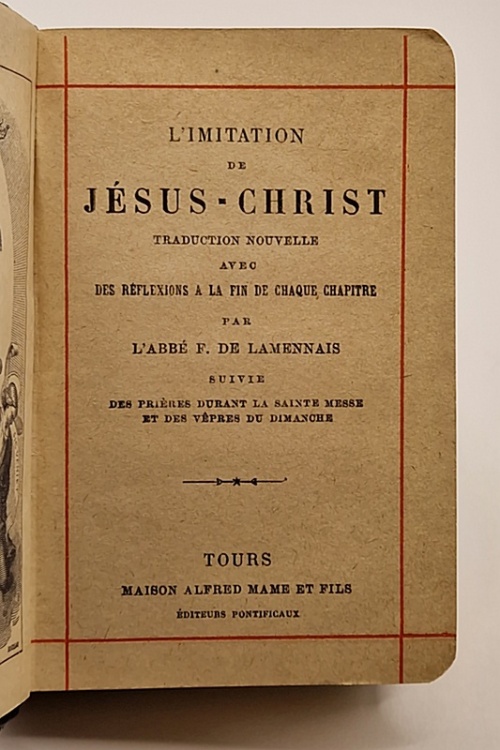 L'IMITATION
DE
JÉSUS-CHRIST
TRADUCTION NOUVELLE
AVEC
DES RÉFLEXIONS A LA FIN DE CHAQUE CHAPITRE
PAR
L'ABBÉ F. DE LAMENNAIS
SUIVIE
DES PRIÈRES DURANT LA SAINTE MESSE
ET DES VÊPRES DU DIMANCHE
TOURS
MAISON ALFRED MAME ET FILS
ÉDITEURS PONTIFICAUX